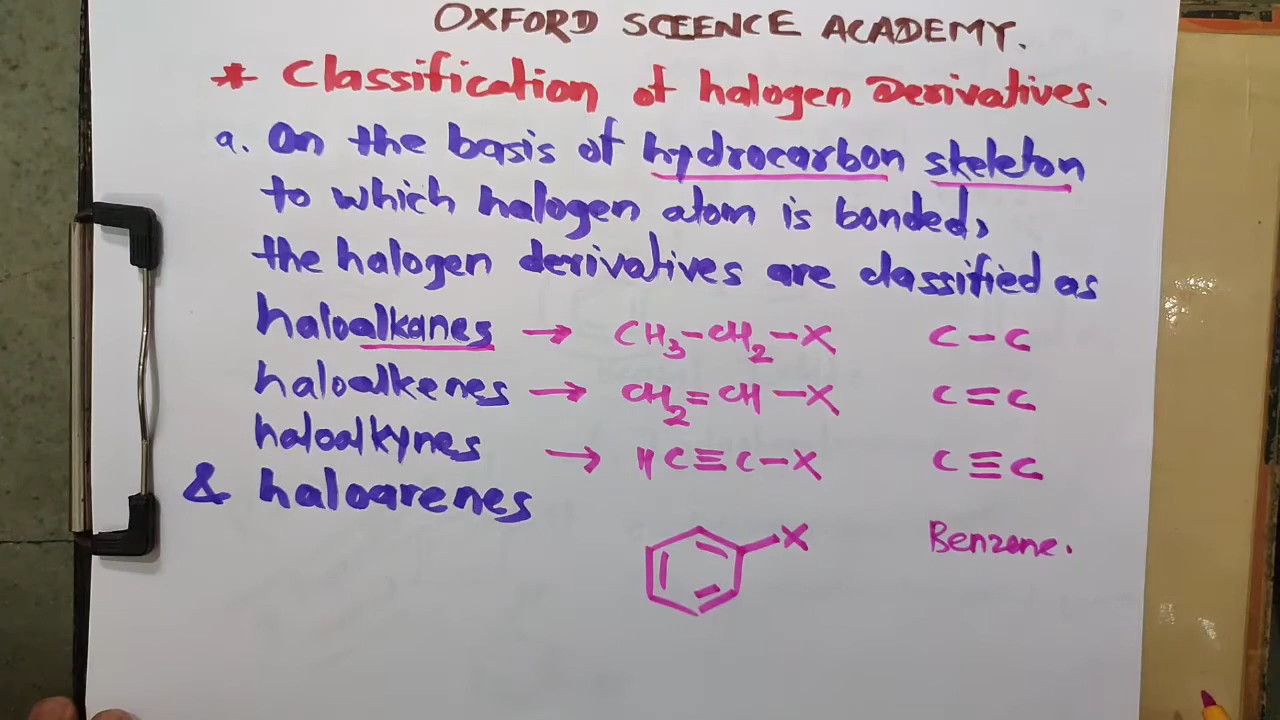 OXFORD SCIENCE ACADEMY.
* Classification of halogen Derivatives.
a. On the basis of hydrocarbon skeleton
to which halogen atom is bonded,
the halogen derivatives are classified as
haloalkanes → CH₃-CH₂-X C-C
haloalkenes → CH₂=CH-X C=C
haloalkynes → HC≡C-X C≡C
& haloarenes
X Benzene.